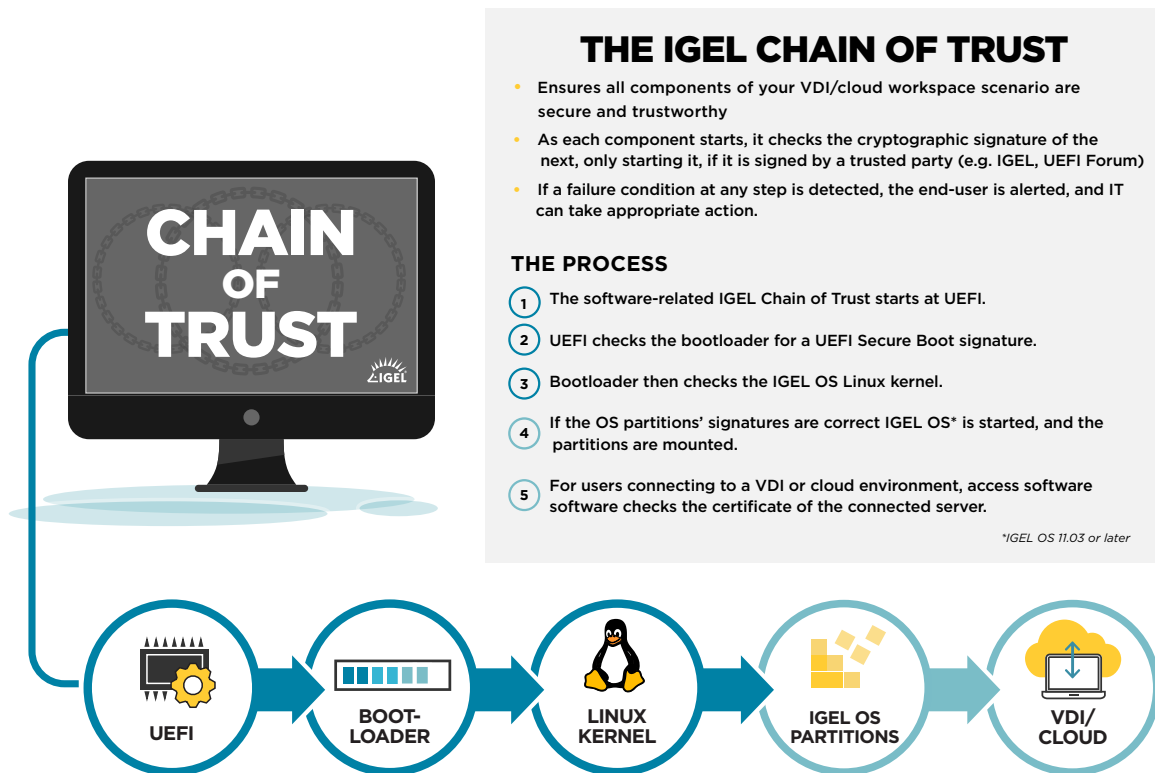 CHAIN
OF
TRUST
IGEL
THE IGEL CHAIN OF TRUST
• Ensures all components of your VDI/cloud workspace scenario are
secure and trustworthy
• As each component starts, it checks the cryptographic signature of the
next, only starting it, if it is signed by a trusted party (e.g. IGEL, UEFI Forum)
• If a failure condition at any step is detected, the end-user is alerted, and IT
can take appropriate action.
THE PROCESS
1 The software-related IGEL Chain of Trust starts at UEFI.
2 UEFI checks the bootloader for a UEFI Secure Boot signature.
3 Bootloader then checks the IGEL OS Linux kernel.
4 If the OS partitions’ signatures are correct IGEL OS* is started, and the
partitions are mounted.
5 For users connecting to a VDI or cloud environment, access software
software checks the certificate of the connected server.
*IGEL OS 11.03 or later
UEFI
BOOT-
LOADER
LINUX
KERNEL
IGEL OS
PARTITIONS
VDI/
CLOUD